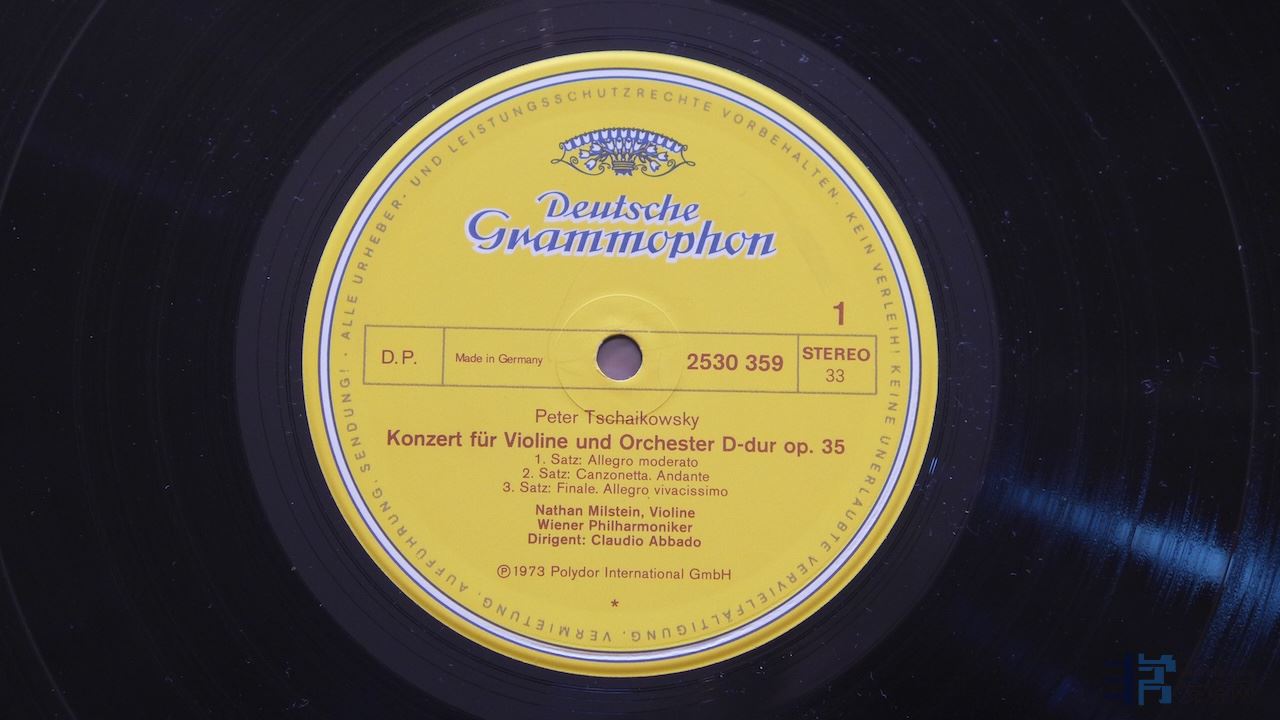 ALLE URHEBER- UND LEISTUNGSSCHUTZRECHTE VORBEHALTEN. KEIN VERLEIH! KEINE UNERLAUBTE VERVIELFÄLTIGUNG, VERMIETUNG, AUFFÜHRUNG, SENDUNG! ·
Deutsche
Grammophon
1
D.P.
Made in Germany
2530 359
STEREO
33
Peter Tschaikowsky
Konzert für Violine und Orchester D-dur op. 35
1. Satz: Allegro moderato
2. Satz: Canzonetta. Andante
3. Satz: Finale. Allegro vivacissimo
Nathan Milstein, Violine
Wiener Philharmoniker
Dirigent: Claudio Abbado
Ⓟ1973 Polydor International GmbH
*